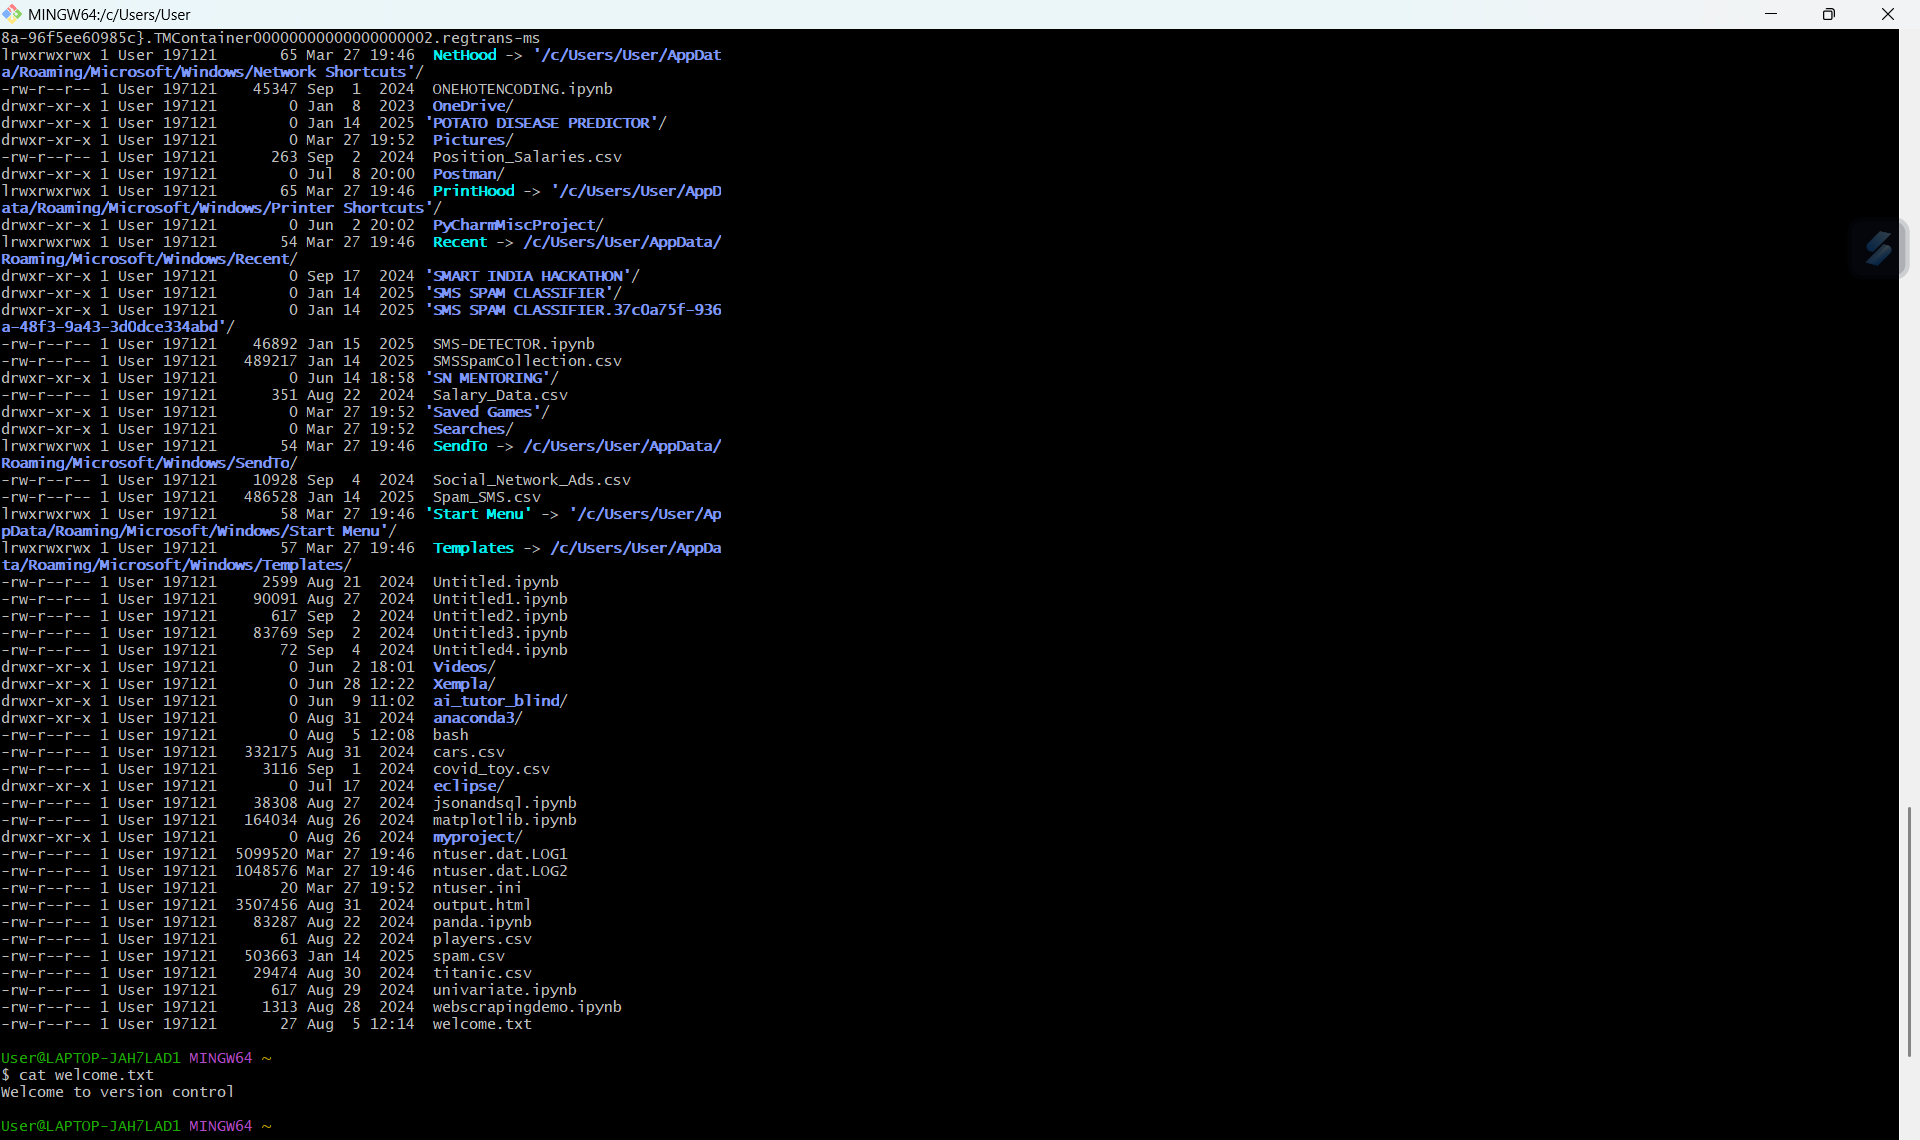 MINGW64:/c/Users/User
8a-96f5ee60985c}.TMContainer00000000000000000002.regtrans-ms
lrwxrwxrwx 1 User 197121       65 Mar 27 19:46  NetHood -> '/c/Users/User/AppDat
a/Roaming/Microsoft/Windows/Network Shortcuts'/
-rw-r--r-- 1 User 197121    45347 Sep  1  2024  ONEHOTENCODING.ipynb
drwxr-xr-x 1 User 197121        0 Jan  8  2023  OneDrive/
drwxr-xr-x 1 User 197121        0 Jan 14  2025 'POTATO DISEASE PREDICTOR'/
drwxr-xr-x 1 User 197121        0 Mar 27 19:52  Pictures/
-rw-r--r-- 1 User 197121      263 Sep  2  2024  Position_Salaries.csv
drwxr-xr-x 1 User 197121        0 Jul  8 20:00  Postman/
lrwxrwxrwx 1 User 197121       65 Mar 27 19:46  PrintHood -> '/c/Users/User/AppD
ata/Roaming/Microsoft/Windows/Printer Shortcuts'/
drwxr-xr-x 1 User 197121        0 Jun  2 20:02  PyCharmMiscProject/
lrwxrwxrwx 1 User 197121       54 Mar 27 19:46  Recent -> /c/Users/User/AppData/
Roaming/Microsoft/Windows/Recent/
drwxr-xr-x 1 User 197121        0 Sep 17  2024 'SMART INDIA HACKATHON'/
drwxr-xr-x 1 User 197121        0 Jan 14  2025 'SMS SPAM CLASSIFIER'/
drwxr-xr-x 1 User 197121        0 Jan 14  2025 'SMS SPAM CLASSIFIER.37c0a75f-936
a-48f3-9a43-3d0dce334abd'/
-rw-r--r-- 1 User 197121    46892 Jan 15  2025  SMS-DETECTOR.ipynb
-rw-r--r-- 1 User 197121   489217 Jan 14  2025  SMSSpamCollection.csv
drwxr-xr-x 1 User 197121        0 Jun 14 18:58 'SN MENTORING'/
-rw-r--r-- 1 User 197121      351 Aug 22  2024  Salary_Data.csv
drwxr-xr-x 1 User 197121        0 Mar 27 19:52 'Saved Games'/
drwxr-xr-x 1 User 197121        0 Mar 27 19:52  Searches/
lrwxrwxrwx 1 User 197121       54 Mar 27 19:46  SendTo -> /c/Users/User/AppData/
Roaming/Microsoft/Windows/SendTo/
-rw-r--r-- 1 User 197121    10928 Sep  4  2024  Social_Network_Ads.csv
-rw-r--r-- 1 User 197121   486528 Jan 14  2025  Spam_SMS.csv
lrwxrwxrwx 1 User 197121       58 Mar 27 19:46 'Start Menu' -> '/c/Users/User/Ap
pData/Roaming/Microsoft/Windows/Start Menu'/
lrwxrwxrwx 1 User 197121       57 Mar 27 19:46  Templates -> /c/Users/User/AppDa
ta/Roaming/Microsoft/Windows/Templates/
-rw-r--r-- 1 User 197121     2599 Aug 21  2024  Untitled.ipynb
-rw-r--r-- 1 User 197121    90091 Aug 27  2024  Untitled1.ipynb
-rw-r--r-- 1 User 197121      617 Sep  2  2024  Untitled2.ipynb
-rw-r--r-- 1 User 197121    83769 Sep  2  2024  Untitled3.ipynb
-rw-r--r-- 1 User 197121       72 Sep  4  2024  Untitled4.ipynb
drwxr-xr-x 1 User 197121        0 Jun  2 18:01  Videos/
drwxr-xr-x 1 User 197121        0 Jun 28 12:22  Xempla/
drwxr-xr-x 1 User 197121        0 Jun  9 11:02  ai_tutor_blind/
drwxr-xr-x 1 User 197121        0 Aug 31  2024  anaconda3/
-rw-r--r-- 1 User 197121        0 Aug  5 12:08  bash
-rw-r--r-- 1 User 197121   332175 Aug 31  2024  cars.csv
-rw-r--r-- 1 User 197121     3116 Sep  1  2024  covid_toy.csv
drwxr-xr-x 1 User 197121        0 Jul 17  2024  eclipse/
-rw-r--r-- 1 User 197121    38308 Aug 27  2024  jsonandsql.ipynb
-rw-r--r-- 1 User 197121   164034 Aug 26  2024  matplotlib.ipynb
drwxr-xr-x 1 User 197121        0 Aug 26  2024  myproject/
-rw-r--r-- 1 User 197121  5099520 Mar 27 19:46  ntuser.dat.LOG1
-rw-r--r-- 1 User 197121  1048576 Mar 27 19:46  ntuser.dat.LOG2
-rw-r--r-- 1 User 197121       20 Mar 27 19:52  ntuser.ini
-rw-r--r-- 1 User 197121  3507456 Aug 31  2024  output.html
-rw-r--r-- 1 User 197121    83287 Aug 22  2024  panda.ipynb
-rw-r--r-- 1 User 197121       61 Aug 22  2024  players.csv
-rw-r--r-- 1 User 197121   503663 Jan 14  2025  spam.csv
-rw-r--r-- 1 User 197121    29474 Aug 30  2024  titanic.csv
-rw-r--r-- 1 User 197121      617 Aug 29  2024  univariate.ipynb
-rw-r--r-- 1 User 197121     1313 Aug 28  2024  webscrapingdemo.ipynb
-rw-r--r-- 1 User 197121       27 Aug  5 12:14  welcome.txt
User@LAPTOP-JAH7LAD1 MINGW64 ~
$ cat welcome.txt
Welcome to version control
User@LAPTOP-JAH7LAD1 MINGW64 ~